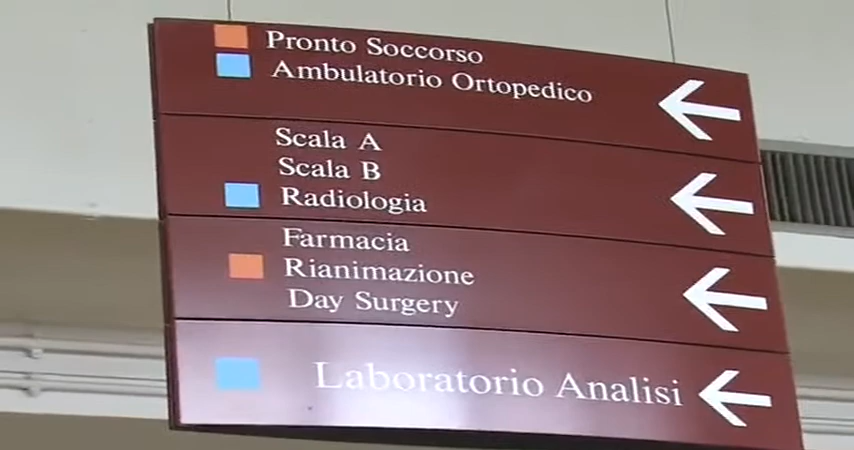 Pronto Soccorso
Ambulatorio Ortopedico
Scala A
Scala B
Radiologia
Farmacia
Rianimazione
Day Surgery
Laboratorio Analisi